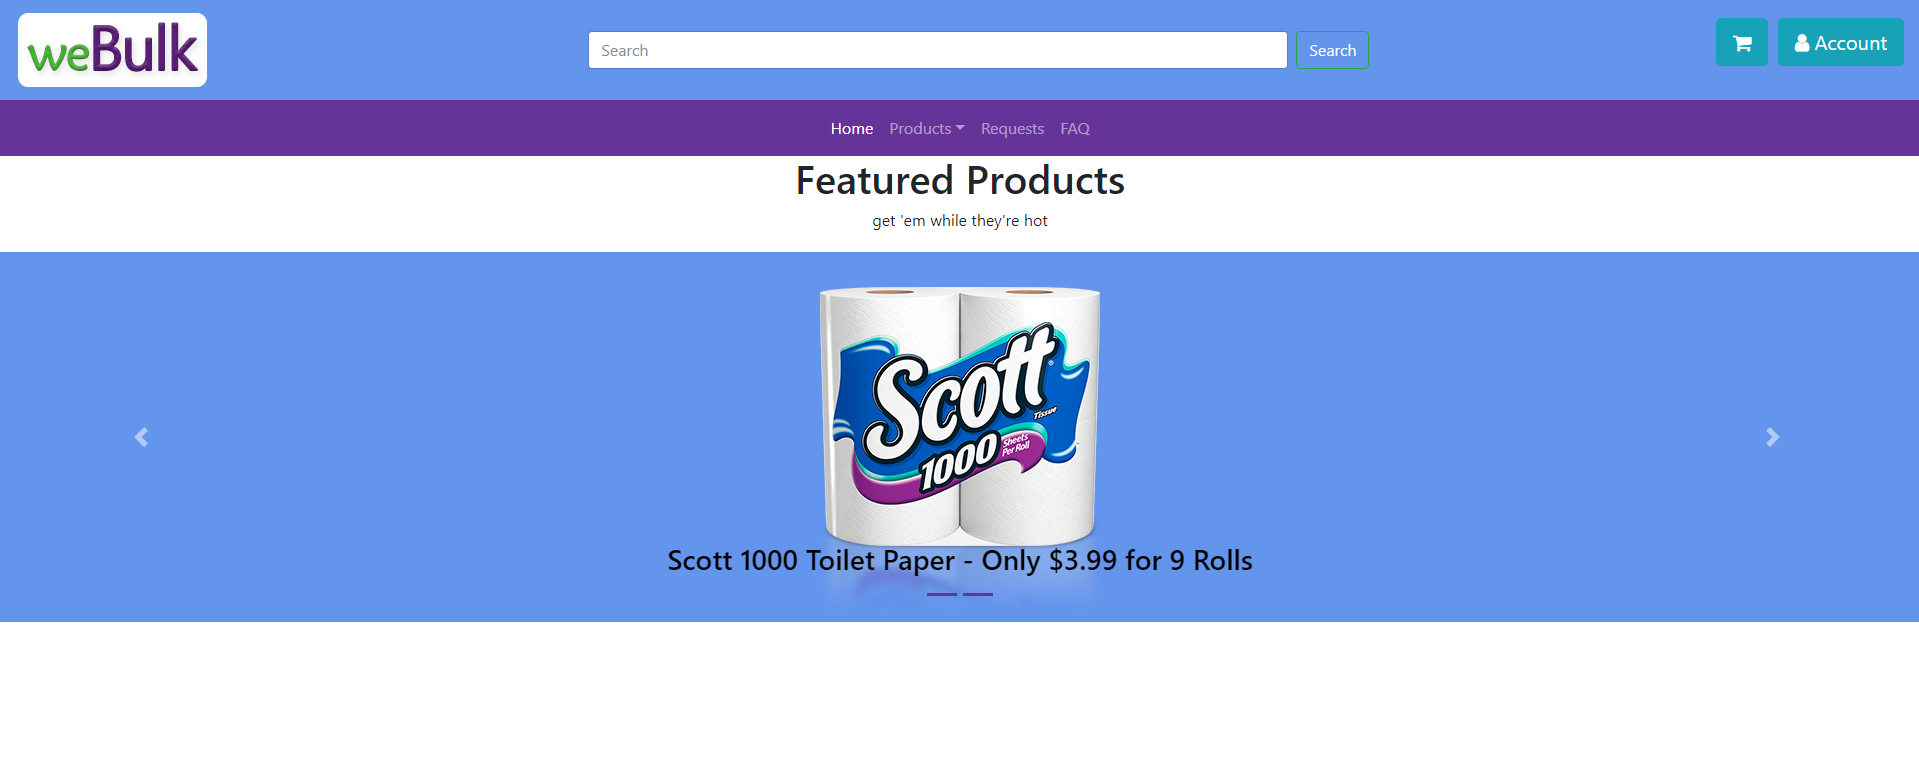 weBulk
Search
Search
Account
Home
Products
Requests
FAQ
Featured Products
get 'em while they're hot
Scott
®
Tissue
1000
Sheets
Per Roll
Scott 1000 Toilet Paper - Only $3.99 for 9 Rolls